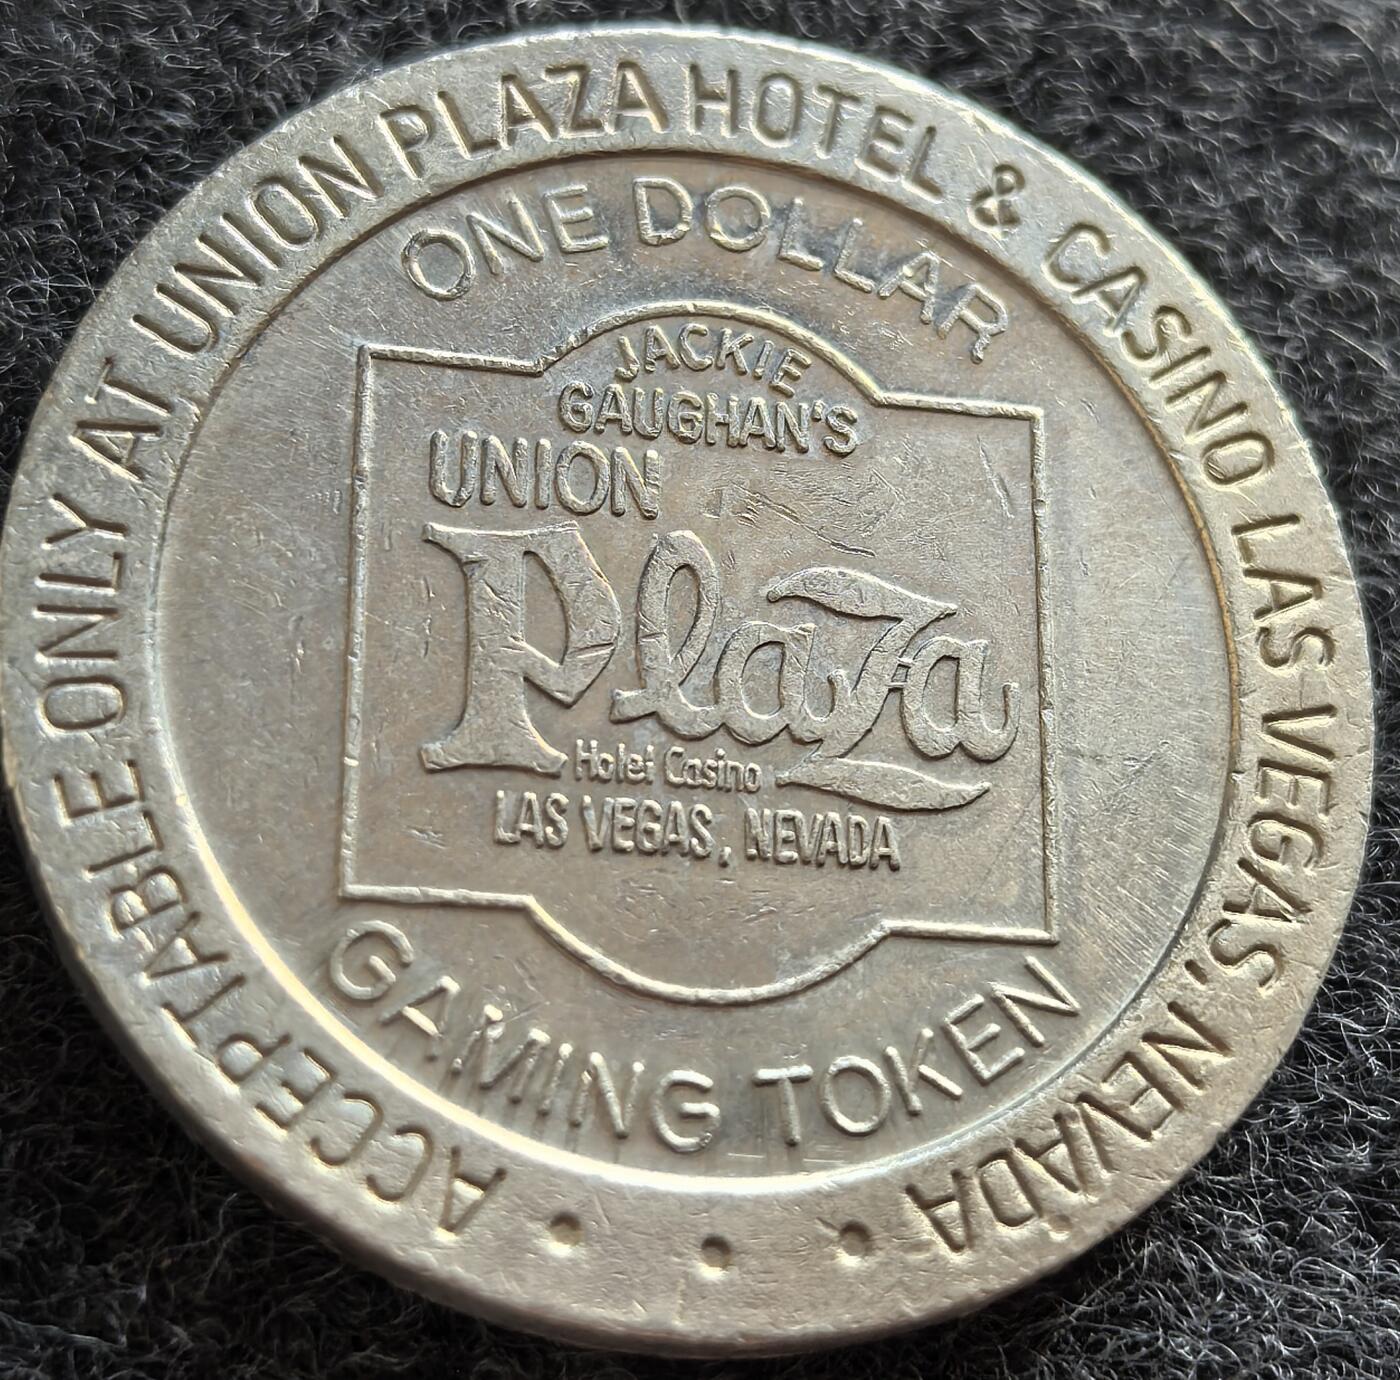 ACCEPTABLE ONLY AT UNION PLAZA HOTEL & CASINO LAS VEGAS, NEVADA
ONE DOLLAR
JACKIE
GAUGHAN'S
UNION
Plaza
Hotel Casino
LAS VEGAS, NEVADA
GAMING TOKEN